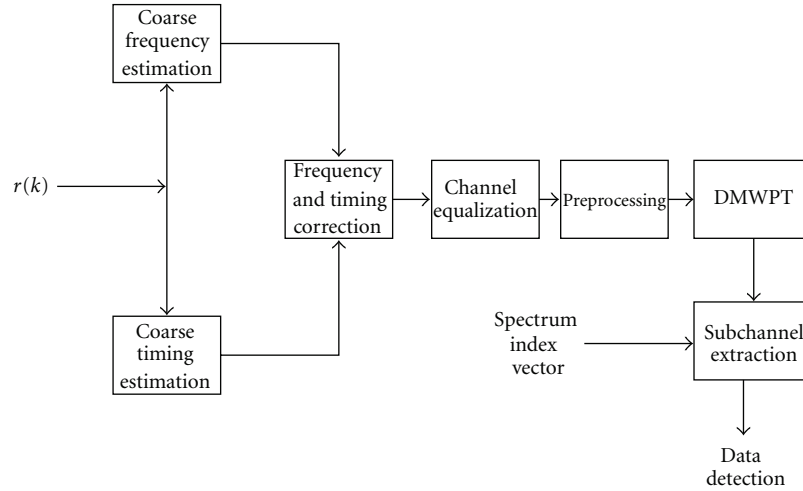 Coarse
frequency
estimation
r(k)
Frequency
and timing
correction
Channel
equalization
Preprocessing
DMWPT
Coarse
timing
estimation
Spectrum
index
vector
Subchannel
extraction
Data
detection